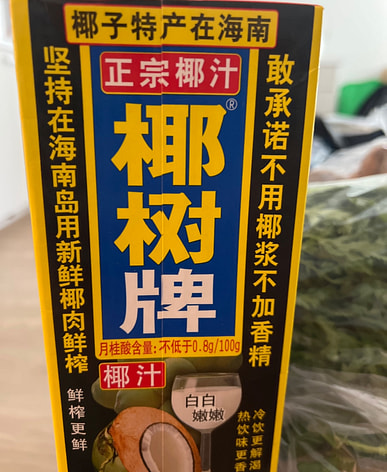 椰子特产在海南
正宗椰汁
椰树牌®
坚持在海南岛用新鲜椰肉鲜榨
敢承诺不用椰浆不加香精
月桂酸含量:不低于0.8g/100g
椰汁
鲜榨更鲜
白白
嫩嫩
冷饮更解渴
热饮味更香